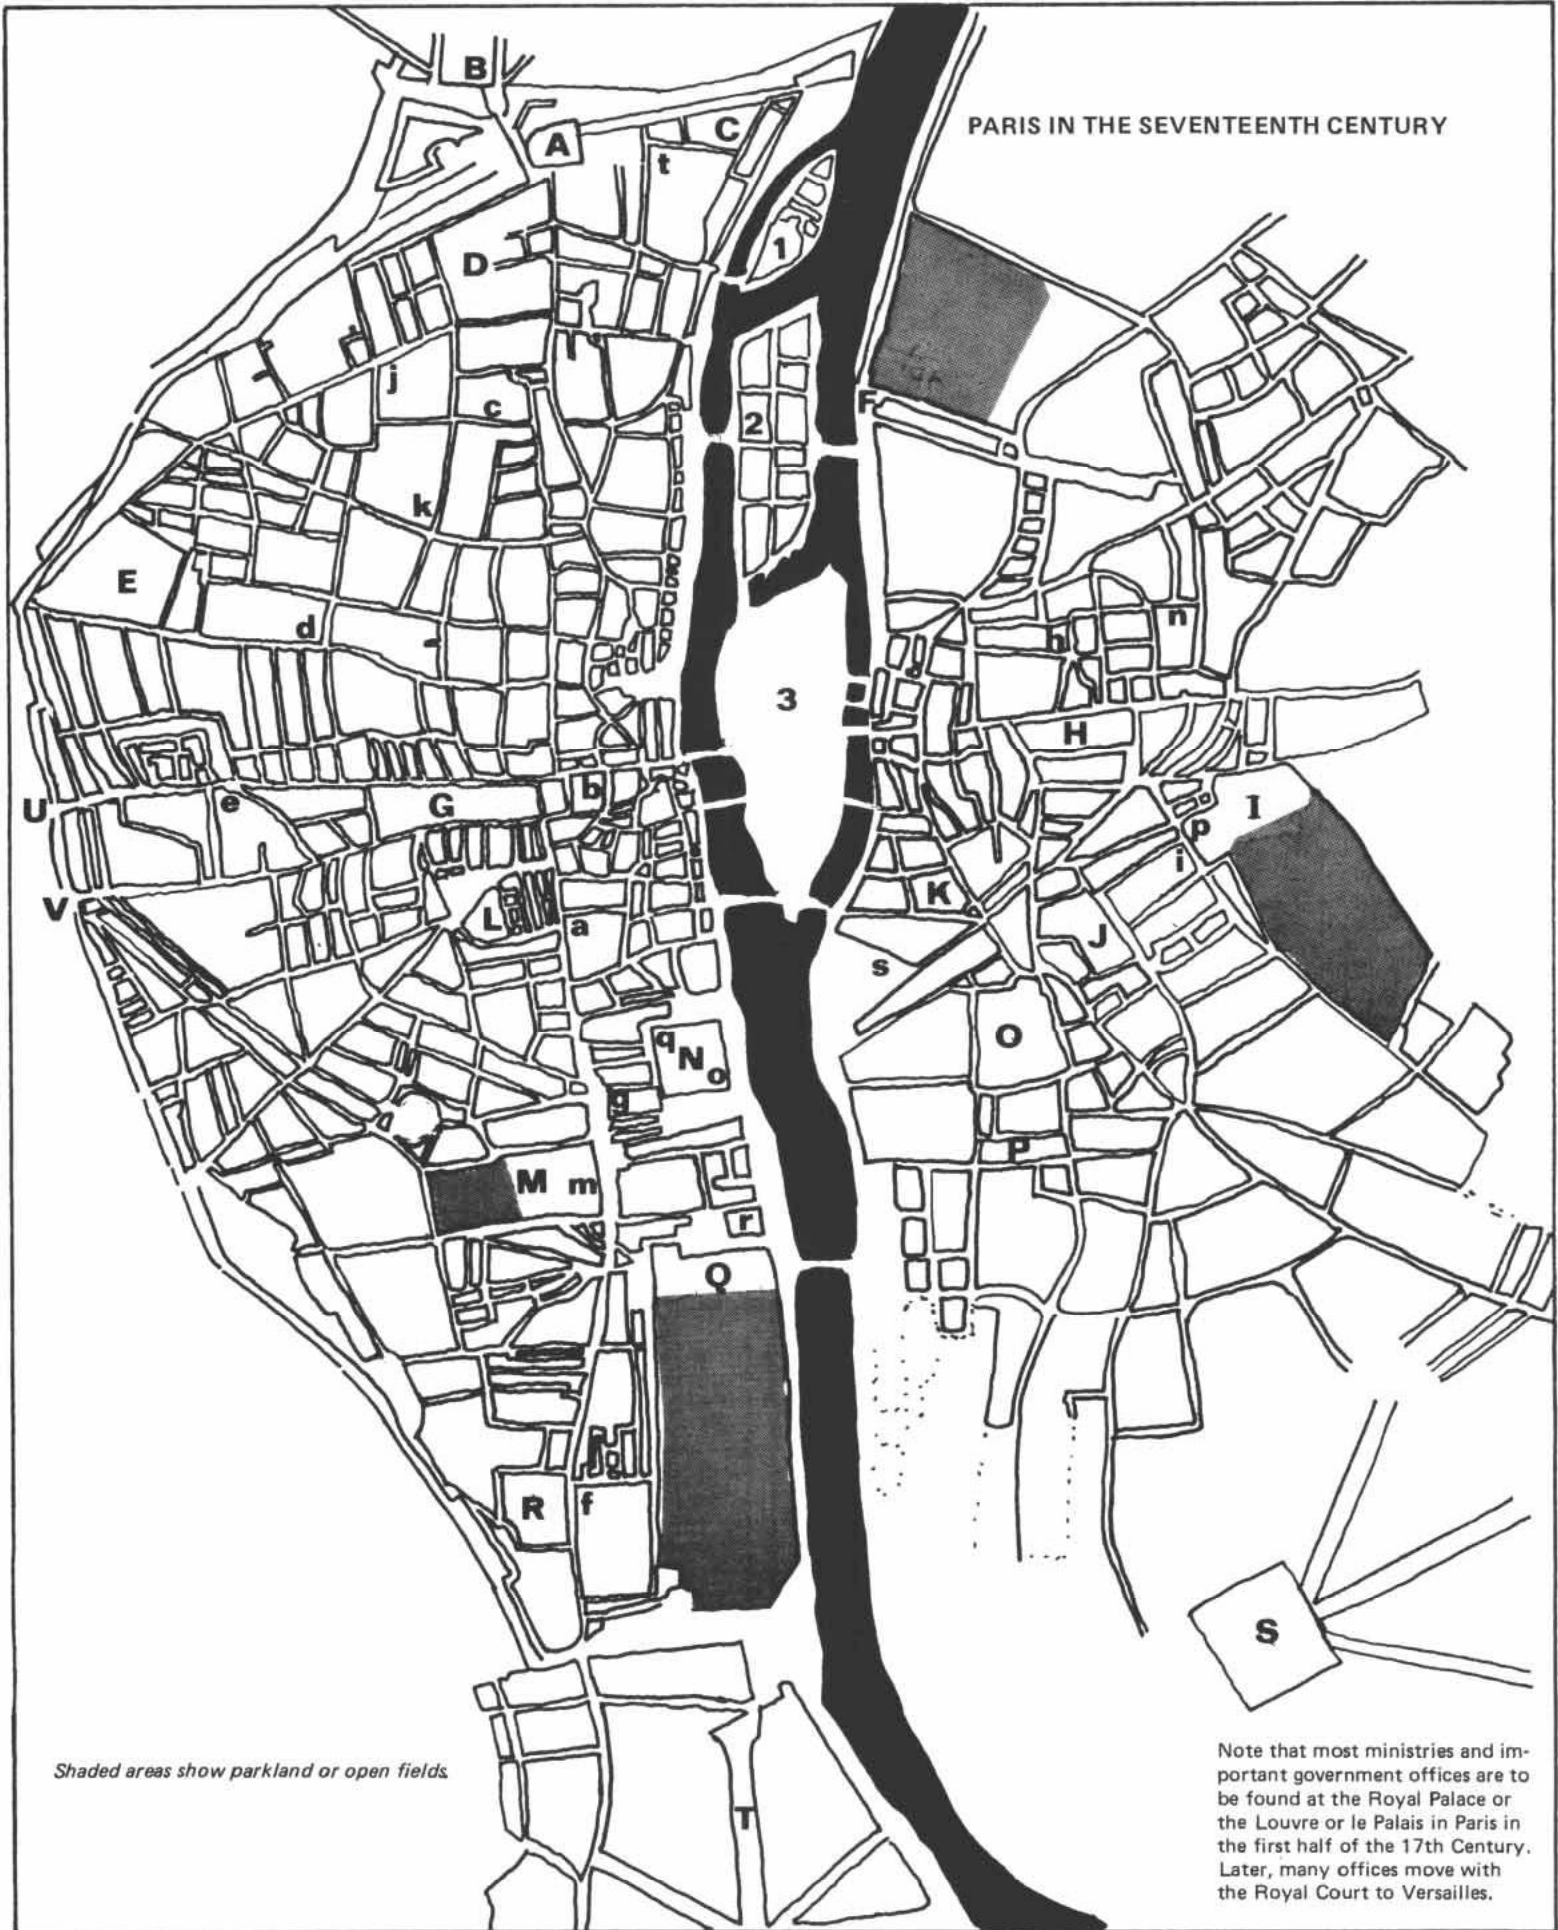 B
PARIS IN THE SEVENTEENTH CENTURY
C
A
t
1
D
j
c
F
2
k
E
d
h
n
3
H
U
e
G
b
I
p
i
V
K
L
a
J
s
q
N
o
O
g
P
M
m
r
Q
R
f
S
T
Shaded areas show parkland or open fields.
Note that most ministries and im-
portant government offices are to
be found at the Royal Palace or
the Louvre or le Palais in Paris in
the first half of the 17th Century.
Later, many offices move with
the Royal Court to Versailles.